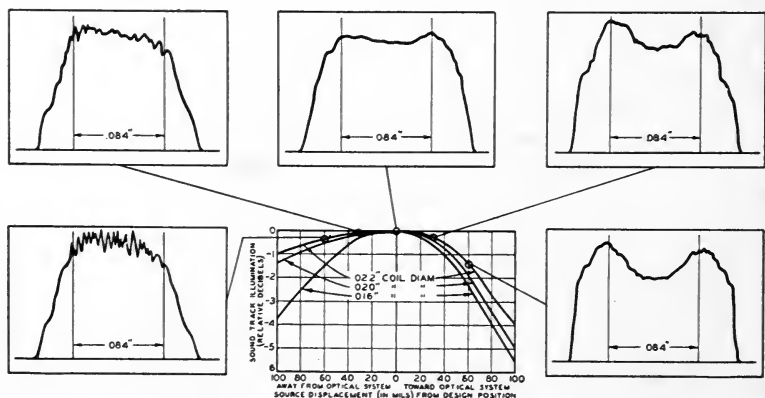 .084"
.084"
.084"
.084"
.084"
SOUND TRACK ILLUMINATION
(RELATIVE DECIBELS)
0
-1
-2
-3
-4
-5
6
.022" COIL DIAM.
.020" " "
.016" " "
100 80 60 40 20 0 20 40 60 80 100
AWAY FROM OPTICAL SYSTEM TOWARD OPTICAL SYSTEM
SOURCE DISPLACEMENT (IN MILS) FROM DESIGN POSITION